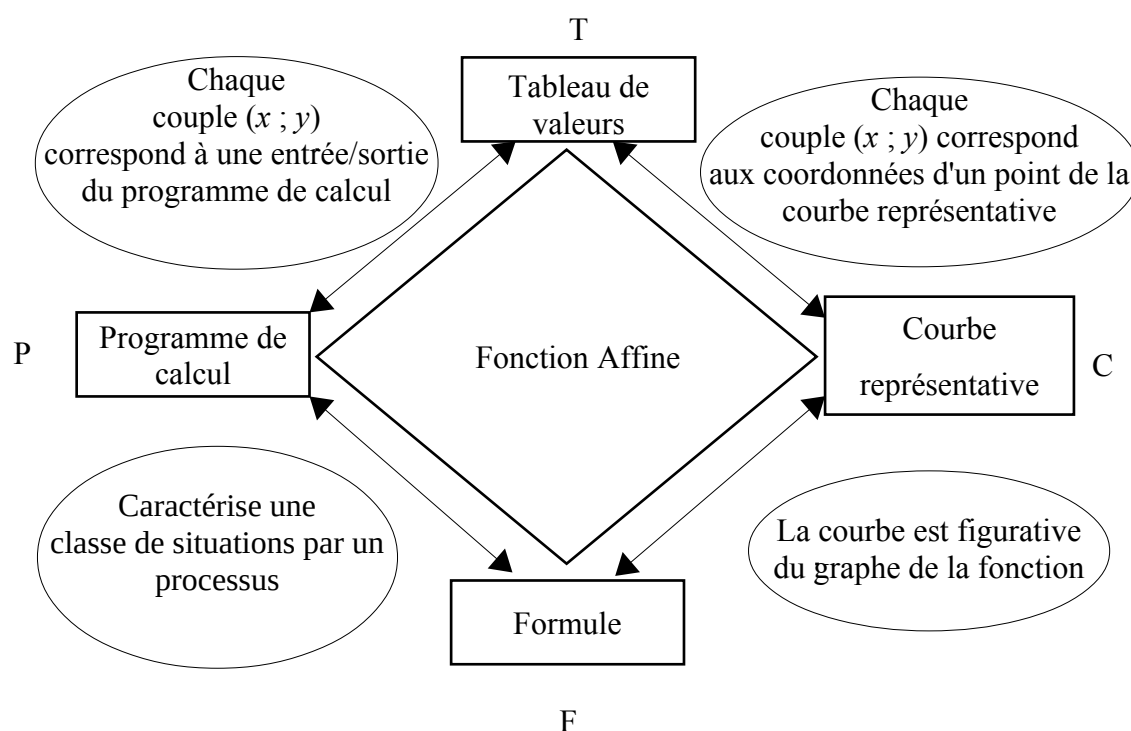 T
Chaque
couple (x ; y)
correspond à une entrée/sortie
du programme de calcul
Tableau de
valeurs
Chaque
couple (x ; y) correspond
aux coordonnées d'un point de la
courbe représentative
P
Programme de
calcul
Fonction Affine
Courbe
représentative
C
Caractérise une
classe de situations par un
processus
La courbe est figurative
du graphe de la fonction
Formule
F